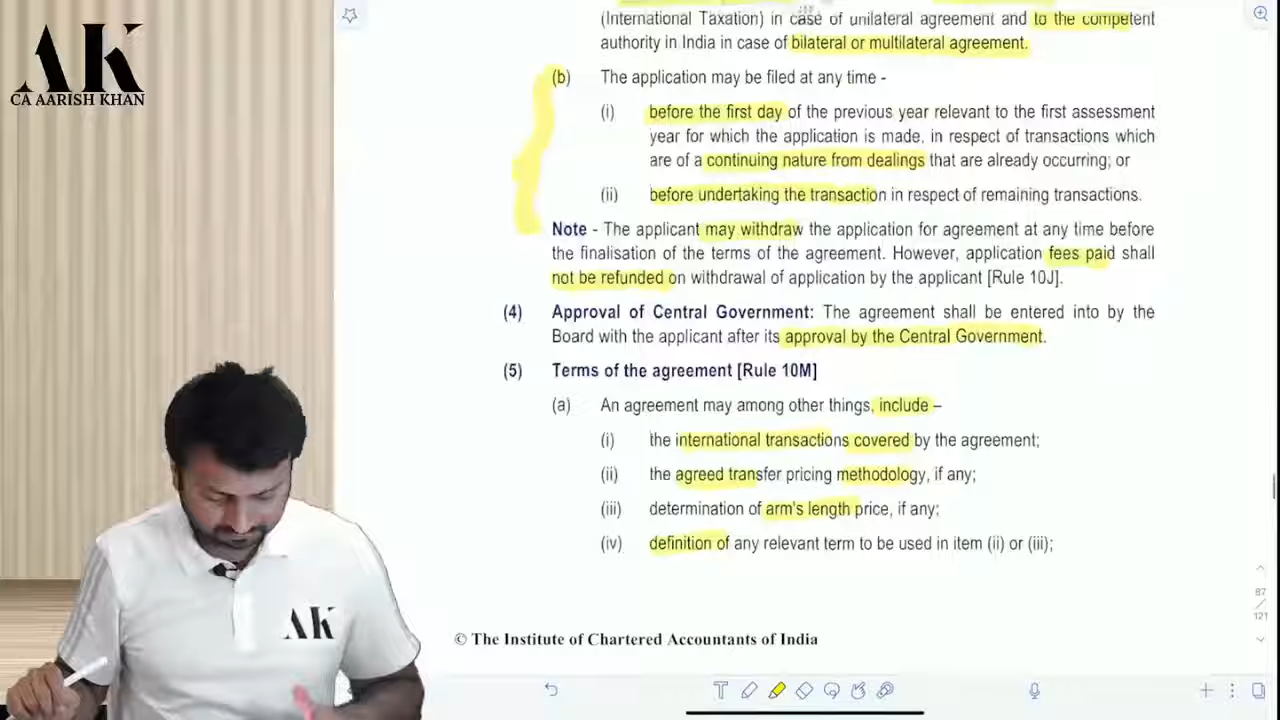 AK
CA AARISH KHAN
(International Taxation) in case of unilateral agreement and to the competent
authority in India in case of bilateral or multilateral agreement.
(b) The application may be filed at any time -
(i) before the first day of the previous year relevant to the first assessment
year for which the application is made, in respect of transactions which
are of a continuing nature from dealings that are already occurring; or
(ii) before undertaking the transaction in respect of remaining transactions.
Note - The applicant may withdraw the application for agreement at any time before
the finalisation of the terms of the agreement. However, application fees paid shall
not be refunded on withdrawal of application by the applicant [Rule 10J].
(4) Approval of Central Government: The agreement shall be entered into by the
Board with the applicant after its approval by the Central Government.
(5) Terms of the agreement [Rule 10M]
(a) An agreement may among other things, include –
(i) the international transactions covered by the agreement;
(ii) the agreed transfer pricing methodology, if any;
(iii) determination of arm's length price, if any;
(iv) definition of any relevant term to be used in item (ii) or (iii);
© The Institute of Chartered Accountants of India
AK
87
/
121
T